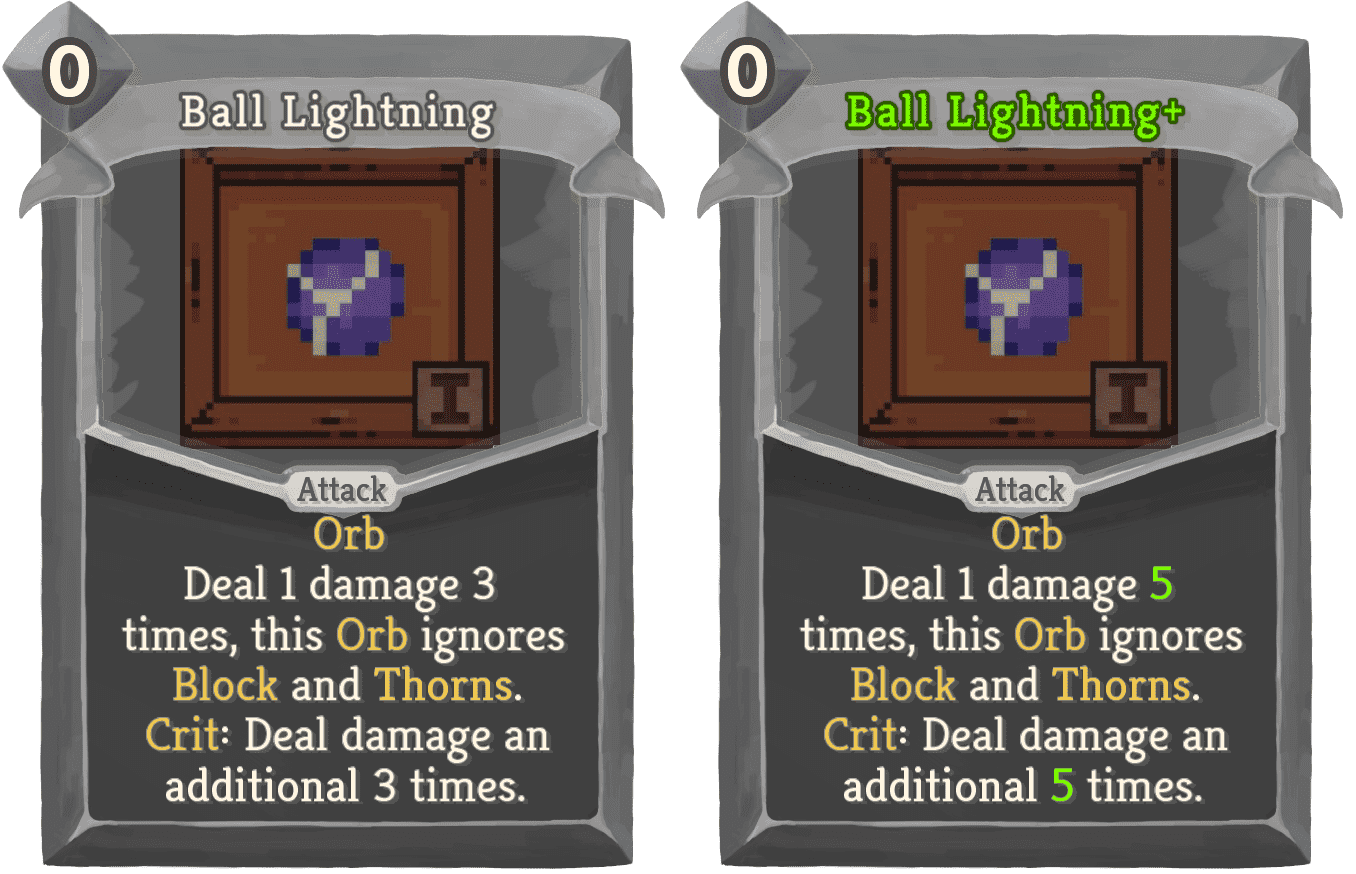 0
Ball Lightning
I
Attack
Orb
Deal 1 damage 3
times, this Orb ignores
Block and Thorns.
Crit: Deal damage an
additional 3 times.
0
Ball Lightning+
I
Attack
Orb
Deal 1 damage 5
times, this Orb ignores
Block and Thorns.
Crit: Deal damage an
additional 5 times.